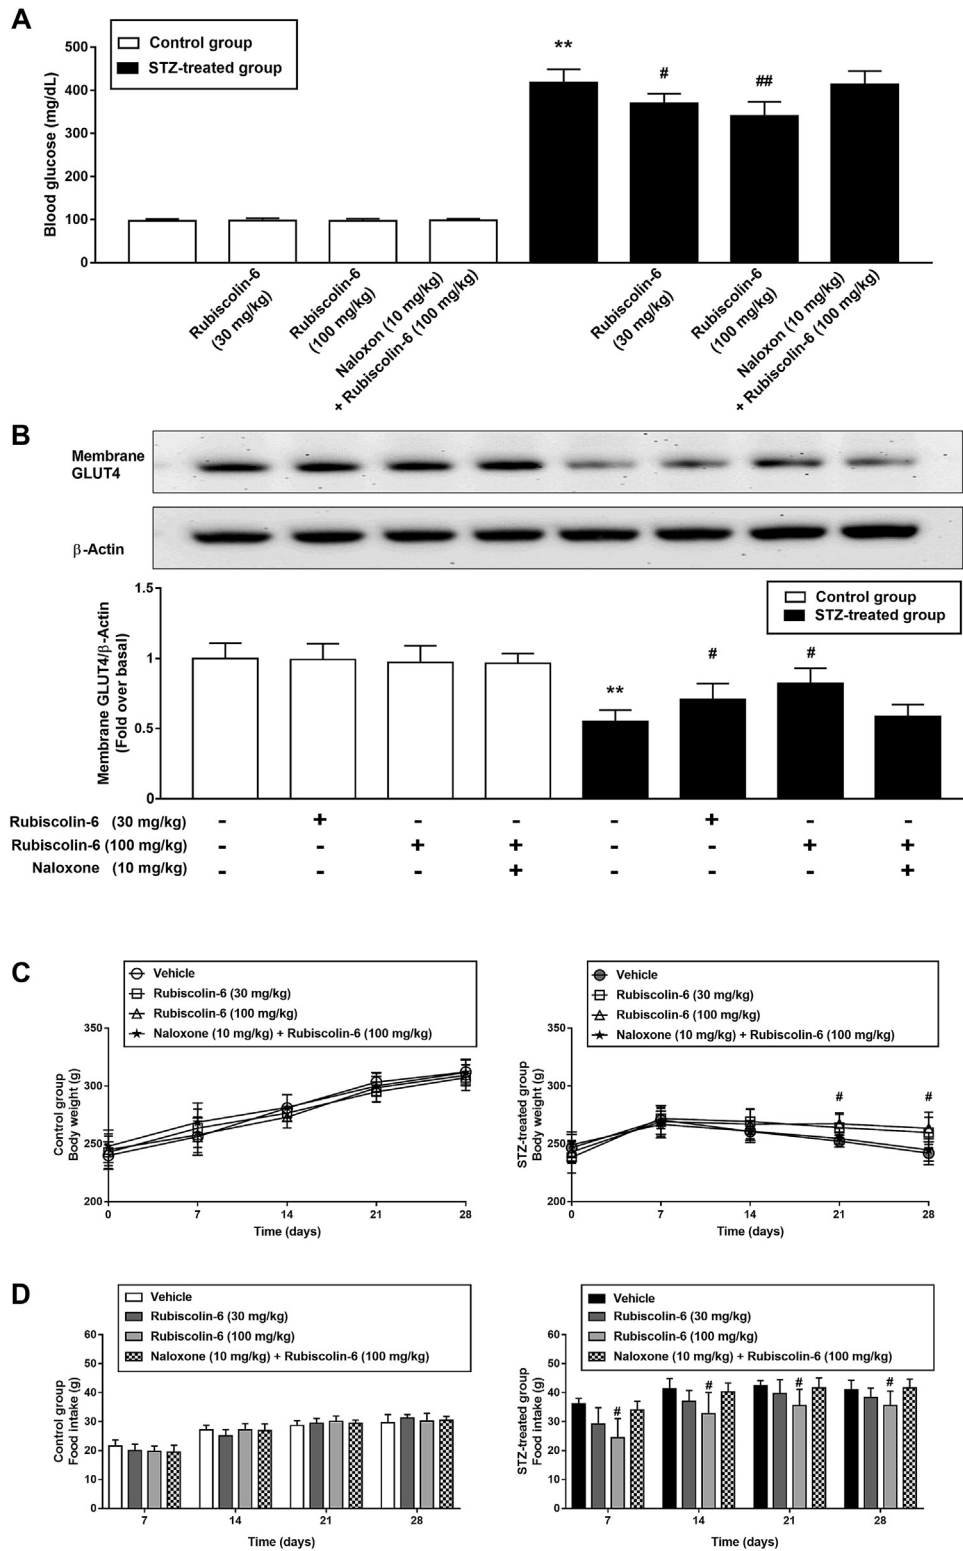 A
Control group
STZ-treated group
Blood glucose (mg/dL)
500
400
300
200
100
0
**
#
##
Rubiscolin-6
(30 mg/kg)
Rubiscolin-6
(100 mg/kg)
Naloxon (10 mg/kg)
+ Rubiscolin-6 (100 mg/kg)
Rubiscolin-6
(30 mg/kg)
Rubiscolin-6
(100 mg/kg)
Naloxon (10 mg/kg)
+ Rubiscolin-6 (100 mg/kg)
B
Membrane
GLUT4
β-Actin
Membrane GLUT4/β-Actin
(Fold over basal)
1.5
1
0.5
0
Control group
STZ-treated group
**
#
#
Rubiscolin-6 (30 mg/kg) - + - - - + - -
Rubiscolin-6 (100 mg/kg) - - + + - - + +
Naloxone (10 mg/kg) - - - + - - - +
C
Vehicle
Rubiscolin-6 (30 mg/kg)
Rubiscolin-6 (100 mg/kg)
Naloxone (10 mg/kg) + Rubiscolin-6 (100 mg/kg)
Control group
Body weight (g)
350
300
250
200
0 7 14 21 28
Time (days)
Vehicle
Rubiscolin-6 (30 mg/kg)
Rubiscolin-6 (100 mg/kg)
Naloxone (10 mg/kg) + Rubiscolin-6 (100 mg/kg)
STZ-treated group
Body weight (g)
350
300
250
200
# #
0 7 14 21 28
Time (days)
D
Vehicle
Rubiscolin-6 (30 mg/kg)
Rubiscolin-6 (100 mg/kg)
Naloxone (10 mg/kg) + Rubiscolin-6 (100 mg/kg)
Control group
Food intake (g)
60
50
40
30
20
10
0
7 14 21 28
Time (days)
Vehicle
Rubiscolin-6 (30 mg/kg)
Rubiscolin-6 (100 mg/kg)
Naloxone (10 mg/kg) + Rubiscolin-6 (100 mg/kg)
STZ-treated group
Food intake (g)
60
50
40
30
20
10
0
# # # #
7 14 21 28
Time (days)